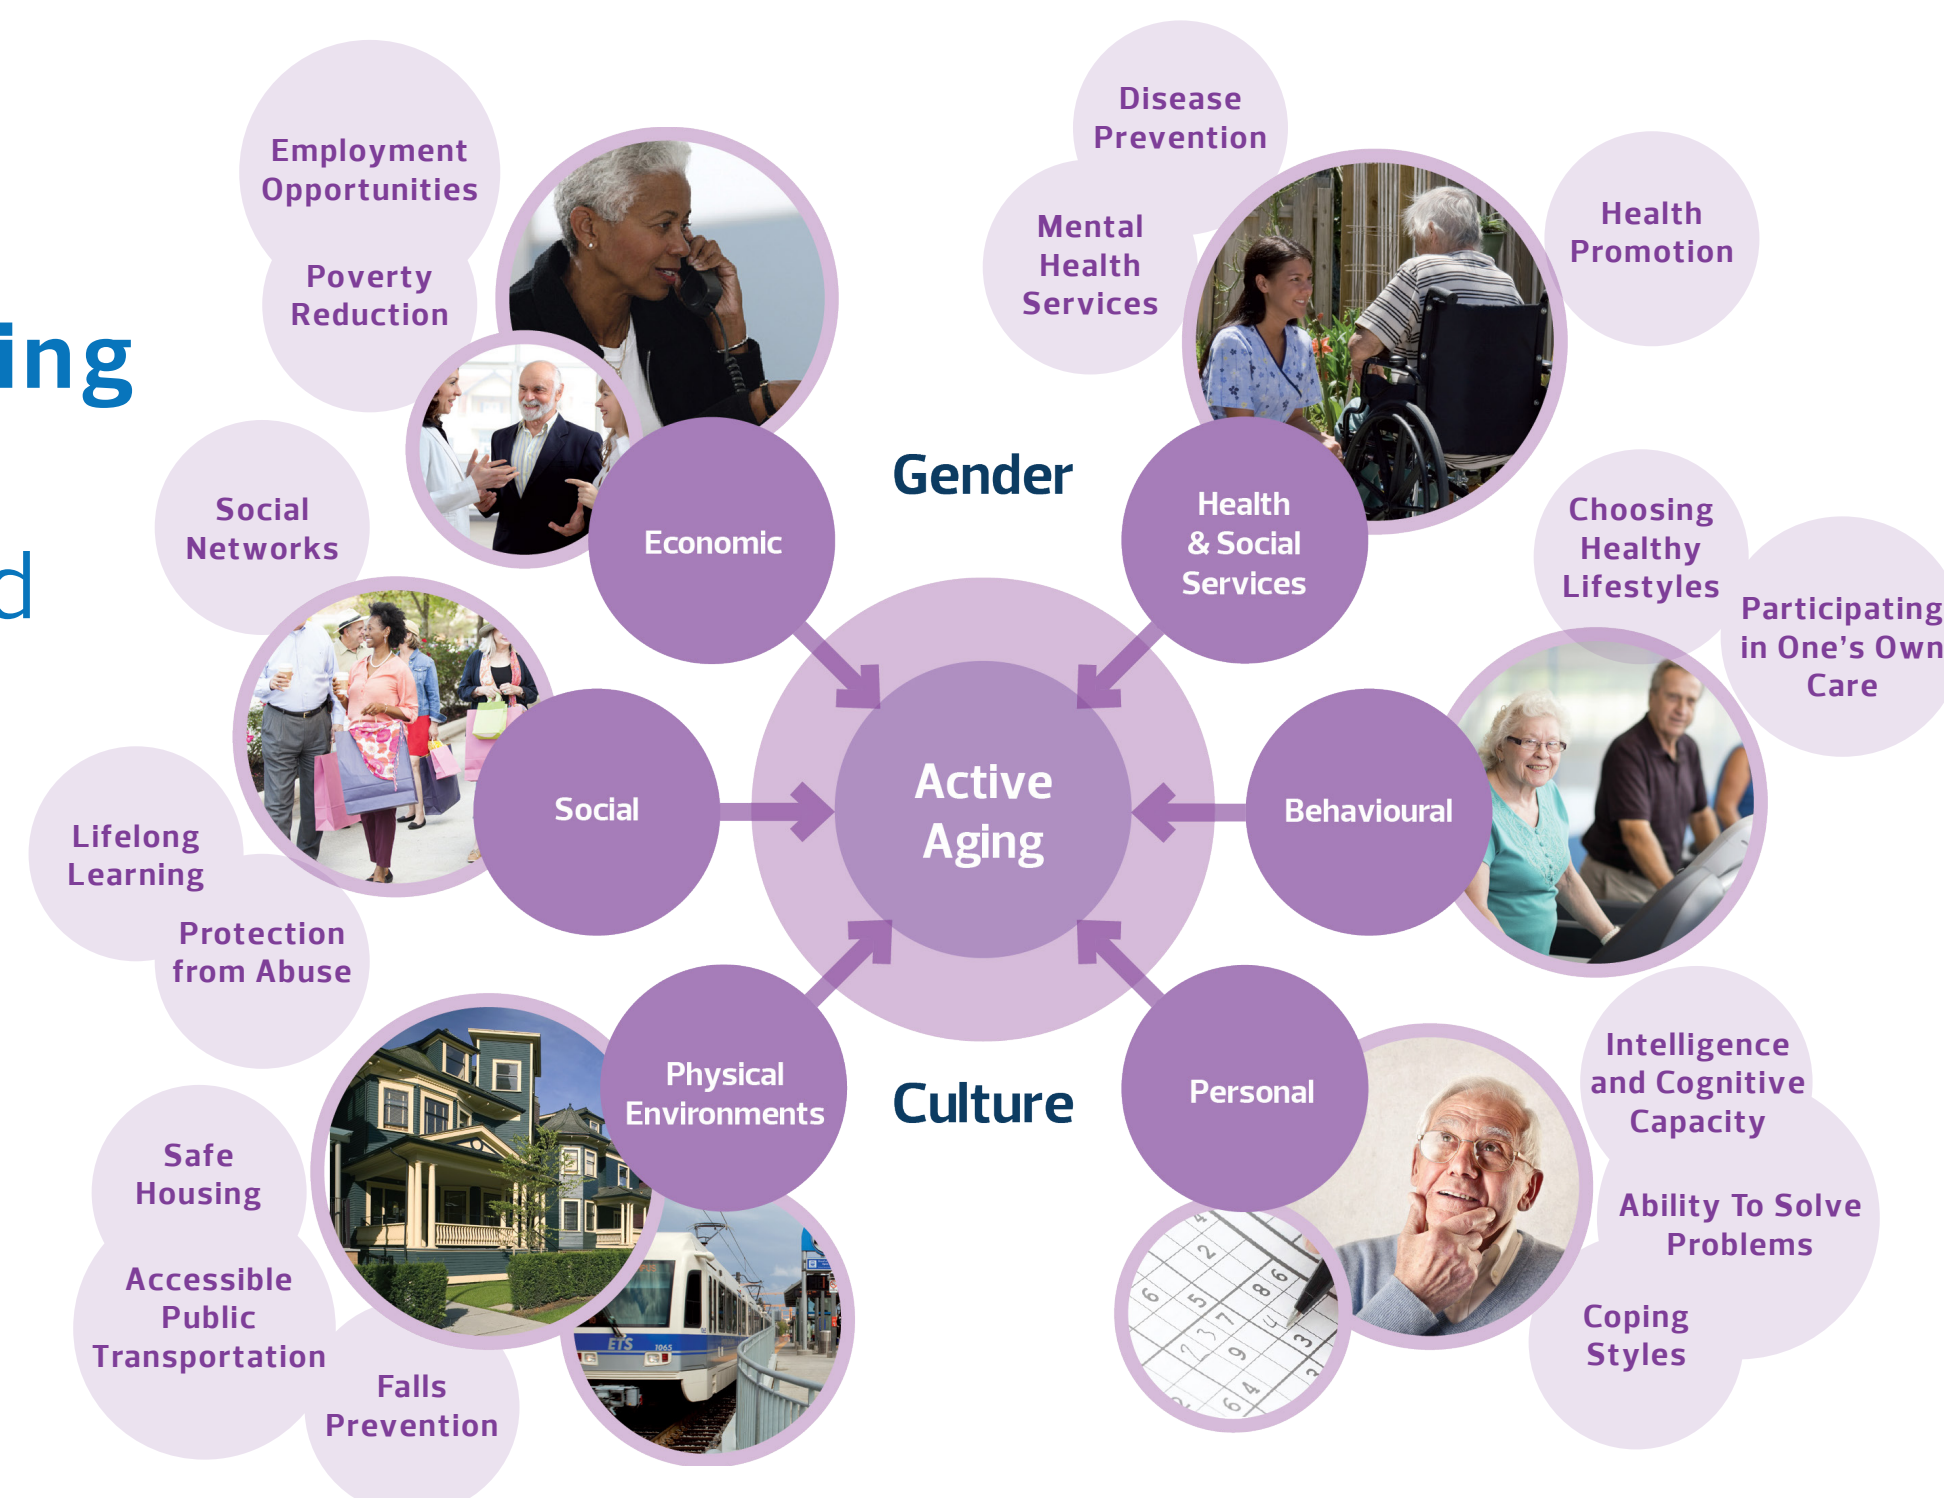 ing
d
Employment
Opportunities
Poverty
Reduction
Social
Networks
Lifelong
Learning
Protection
from Abuse
Safe
Housing
Accessible
Public
Transportation
Falls
Prevention
Economic
Social
Physical
Environments
Gender
Active
Aging
Culture
Disease
Prevention
Mental
Health
Services
Health
Promotion
Health
& Social
Services
Choosing
Healthy
Lifestyles
Participating
in One's Own
Care
Behavioural
Personal
Intelligence
and Cognitive
Capacity
Ability To Solve
Problems
Coping
Styles
ETS
1065